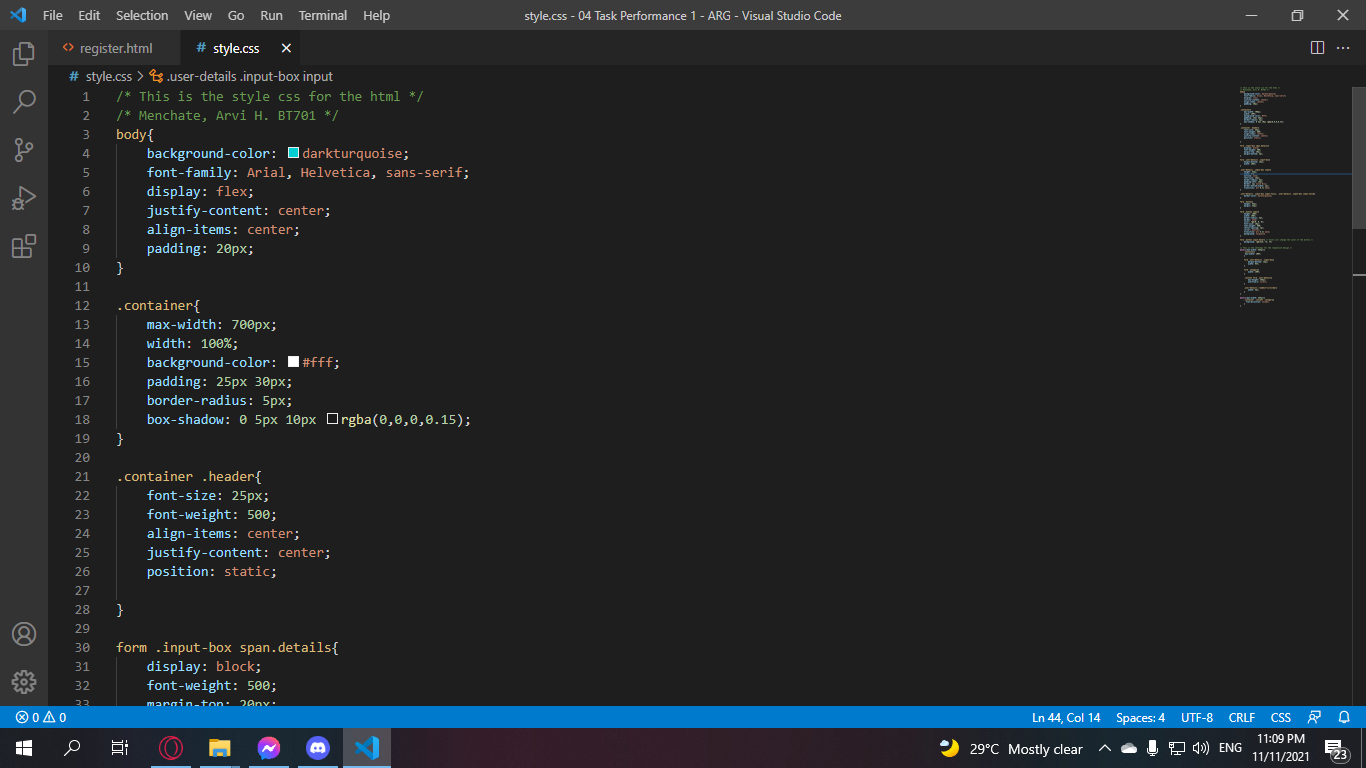 File Edit Selection View Go Run Terminal Help style.css - 04 Task Performance 1 - ARG - Visual Studio Code
<> register.html # style.css
# style.css > .user-details .input-box input
1 /* This is the style css for the html */
2 /* Menchate, Arvi H. BT701 */
3 body{
4 background-color: darkturquoise;
5 font-family: Arial, Helvetica, sans-serif;
6 display: flex;
7 justify-content: center;
8 align-items: center;
9 padding: 20px;
10 }
11
12 .container{
13 max-width: 700px;
14 width: 100%;
15 background-color: #fff;
16 padding: 25px 30px;
17 border-radius: 5px;
18 box-shadow: 0 5px 10px rgba(0,0,0,0.15);
19 }
20
21 .container .header{
22 font-size: 25px;
23 font-weight: 500;
24 align-items: center;
25 justify-content: center;
26 position: static;
27
28 }
29
30 form .input-box span.details{
31 display: block;
32 font-weight: 500;
33 margin-top: 20px;
0 0 Ln 44, Col 14 Spaces: 4 UTF-8 CRLF CSS
29°C Mostly clear ENG 11:09 PM
11/11/2021 23